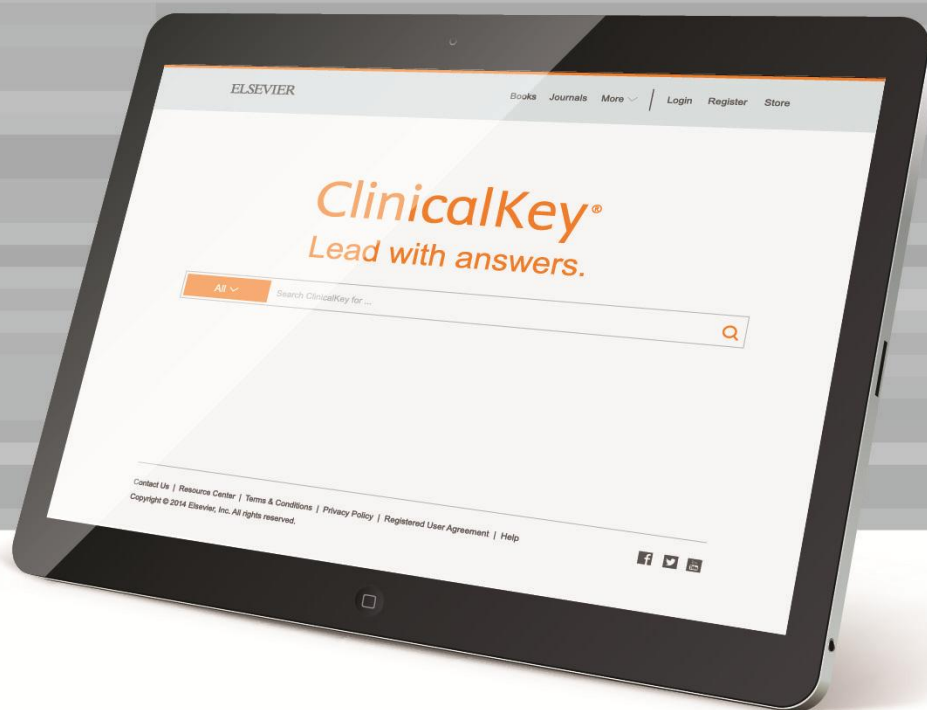 ELSEVIER
Books Journals More | Login Register Store
ClinicalKey®
Lead with answers.
All Search ClinicalKey for ...
Contact Us | Resource Center | Terms & Conditions | Privacy Policy | Registered User Agreement | Help
Copyright © 2014 Elsevier, Inc. All rights reserved.